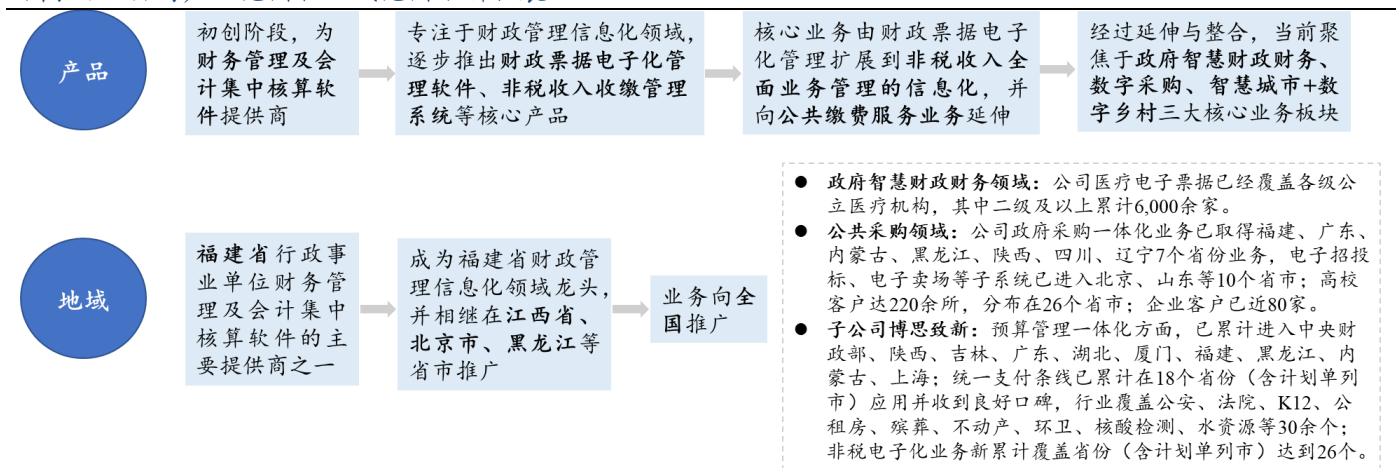 产品
初创阶段，为
财务管理及会
计集中核算软
件提供商
专注于财政管理信息化领域，
逐步推出财政票据电子化管
理软件、非税收入收缴管理
系统等核心产品
核心业务由财政票据电子
化管理扩展到非税收入全
面业务管理的信息化，并
向公共缴费服务业务延伸
经过延伸与整合，当前聚
焦于政府智慧财政财务、
数字采购、智慧城市+数
字乡村三大核心业务板块
地域
福建省行政事
业单位财务管
理及会计集中
核算软件的主
要提供商之一
成为福建省财政管
理信息化领域龙头，
并相继在江西省、
北京市、黑龙江等
省市推广
业务向全
国推广
● 政府智慧财政财务领域：公司医疗电子票据已经覆盖各级公
立医疗机构，其中二级及以上累计6,000余家。
● 公共采购领域：公司政府采购一体化业务已取得福建、广东、
内蒙古、黑龙江、陕西、四川、辽宁7个省份业务，电子招投
标、电子卖场等子系统已进入北京、山东等10个省市；高校
客户达220余所，分布在26个省市；企业客户已近80家。
● 子公司博思致新：预算管理一体化方面，已累计进入中央财
政部、陕西、吉林、广东、湖北、厦门、福建、黑龙江、内
蒙古、上海；统一支付条线已累计在18个省份（含计划单列
市）应用并收到良好口碑，行业覆盖公安、法院、K12、公
租房、殡葬、不动产、环卫、核酸检测、水资源等30余个；
非税电子化业务新累计覆盖省份（含计划单列市）达到26个。